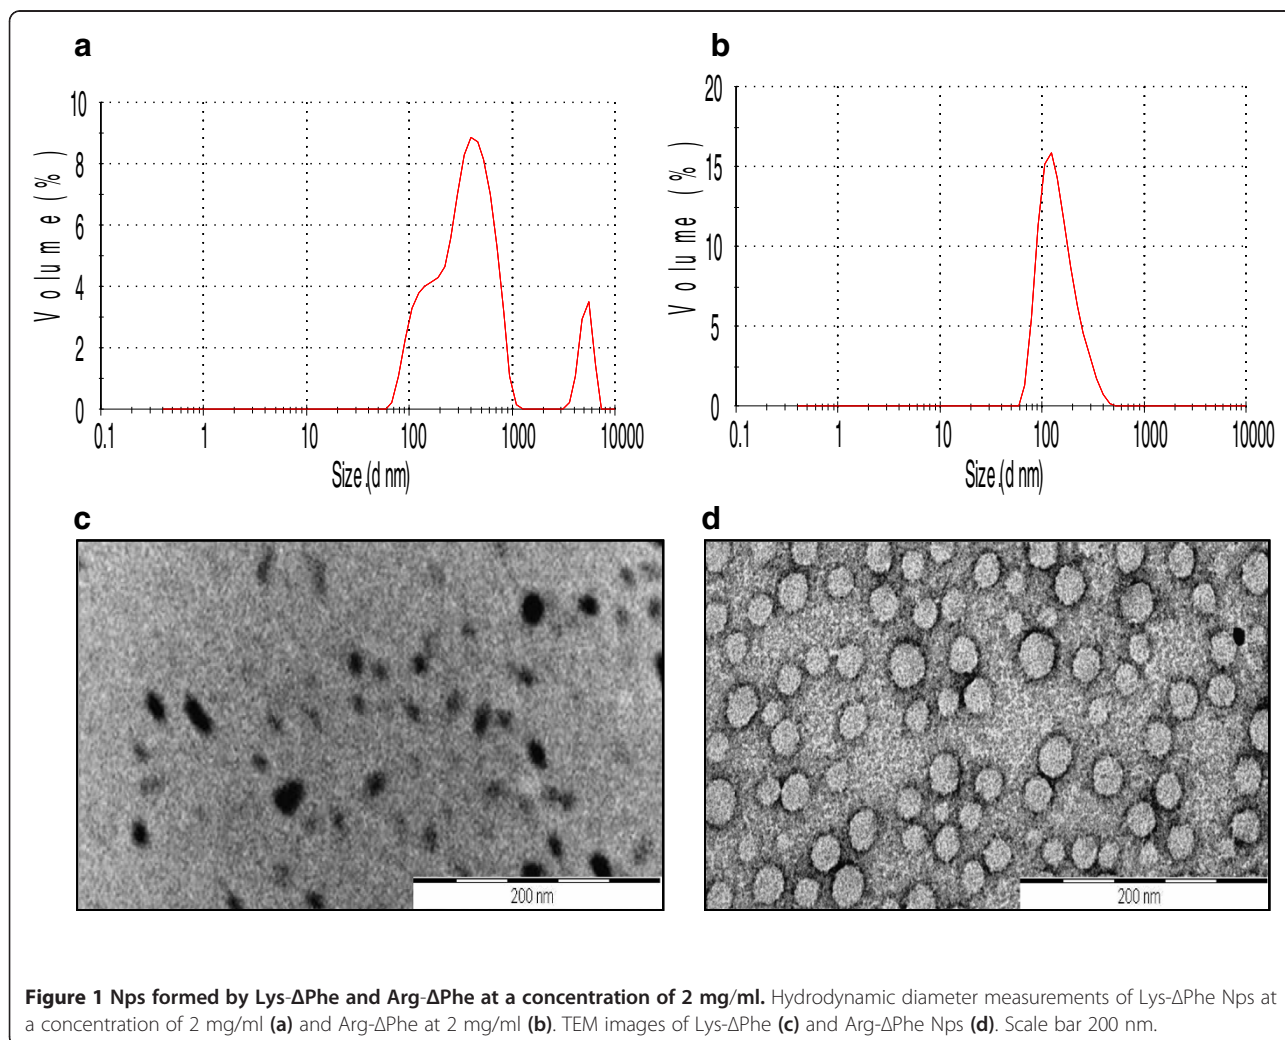 a
b
10
8
6
4
2
0
Volume (%)
0.1 1 10 100 1000 10000
Size.(d nm)
20
15
10
5
0
Volume (%)
0.1 1 10 100 1000 10000
Size.(d nm)
c
d
200 nm
200 nm
Figure 1 Nps formed by Lys-ΔPhe and Arg-ΔPhe at a concentration of 2 mg/ml. Hydrodynamic diameter measurements of Lys-ΔPhe Nps at
a concentration of 2 mg/ml (a) and Arg-ΔPhe at 2 mg/ml (b). TEM images of Lys-ΔPhe (c) and Arg-ΔPhe Nps (d). Scale bar 200 nm.